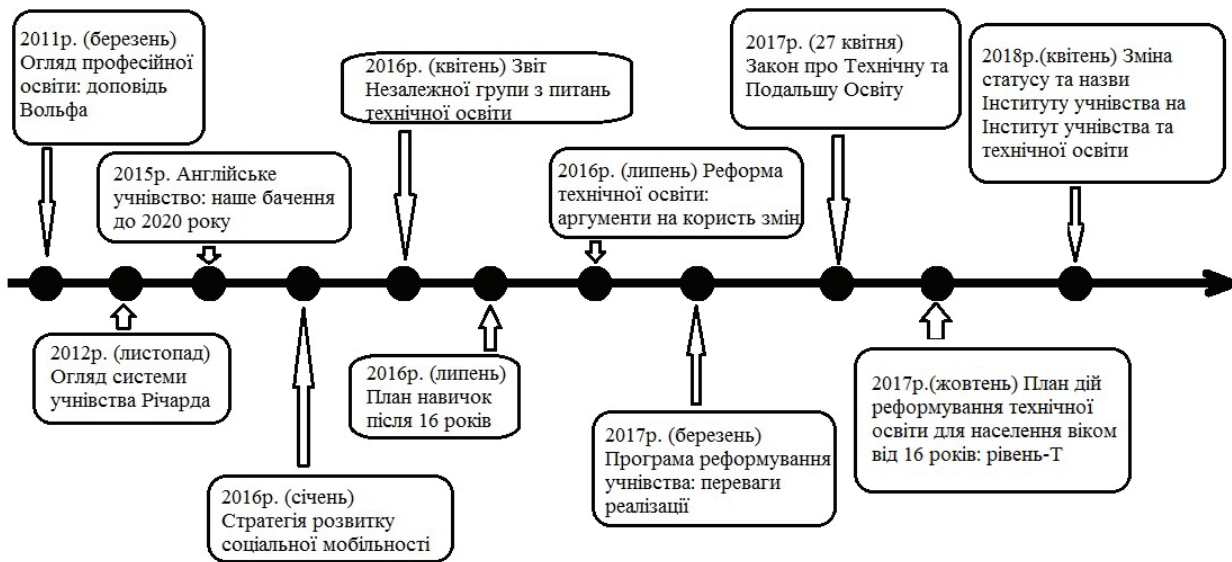 2011р. (березень)
Огляд професійної
освіти: доповідь
Вольфа
2012р. (листопад)
Огляд системи
учнівства Річарда
2015р. Англійське
учнівство: наше бачення
до 2020 року
2016р. (січень)
Стратегія розвитку
соціальної мобільності
2016р. (квітень) Звіт
Незалежної групи з питань
технічної освіти
2016р. (липень)
План навичок
після 16 років
2016р. (липень) Реформа
технічної освіти:
аргументи на користь змін
2017р. (березень)
Програма реформування
учнівства: переваги
реалізації
2017р. (27 квітня)
Закон про Технічну та
Подальшу Освіту
2017р.(жовтень) План дій
реформування технічної
освіти для населення віком
від 16 років: рівень-Т
2018р.(квітень) Зміна
статусу та назви
Інституту учнівства на
Інститут учнівства та
технічної освіти